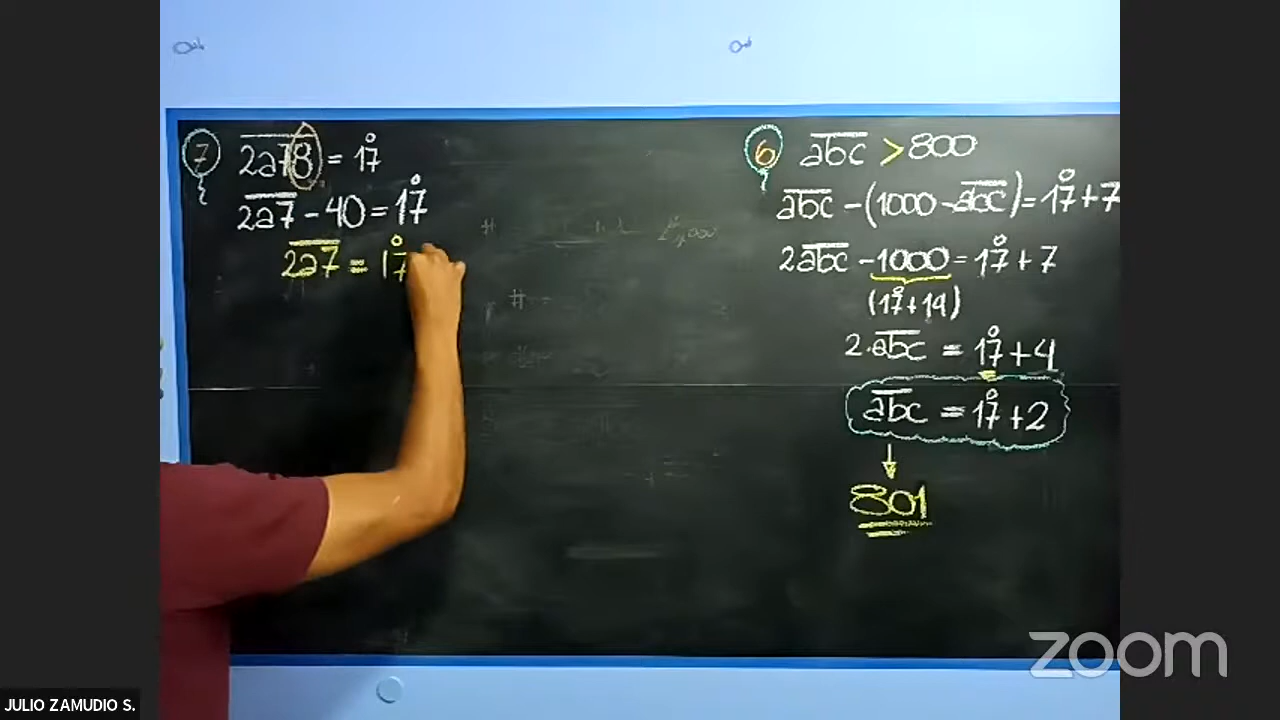 7 2a78 = 17°
2a7 - 40 = 17°
2a7 = 17°
6 abc > 800
abc - (1000 - abc) = 17° + 7
2abc - 1000 = 17° + 7
(17° + 14)
2.abc = 17° + 4
abc = 17° + 2
801
zoom
JULIO ZAMUDIO S.